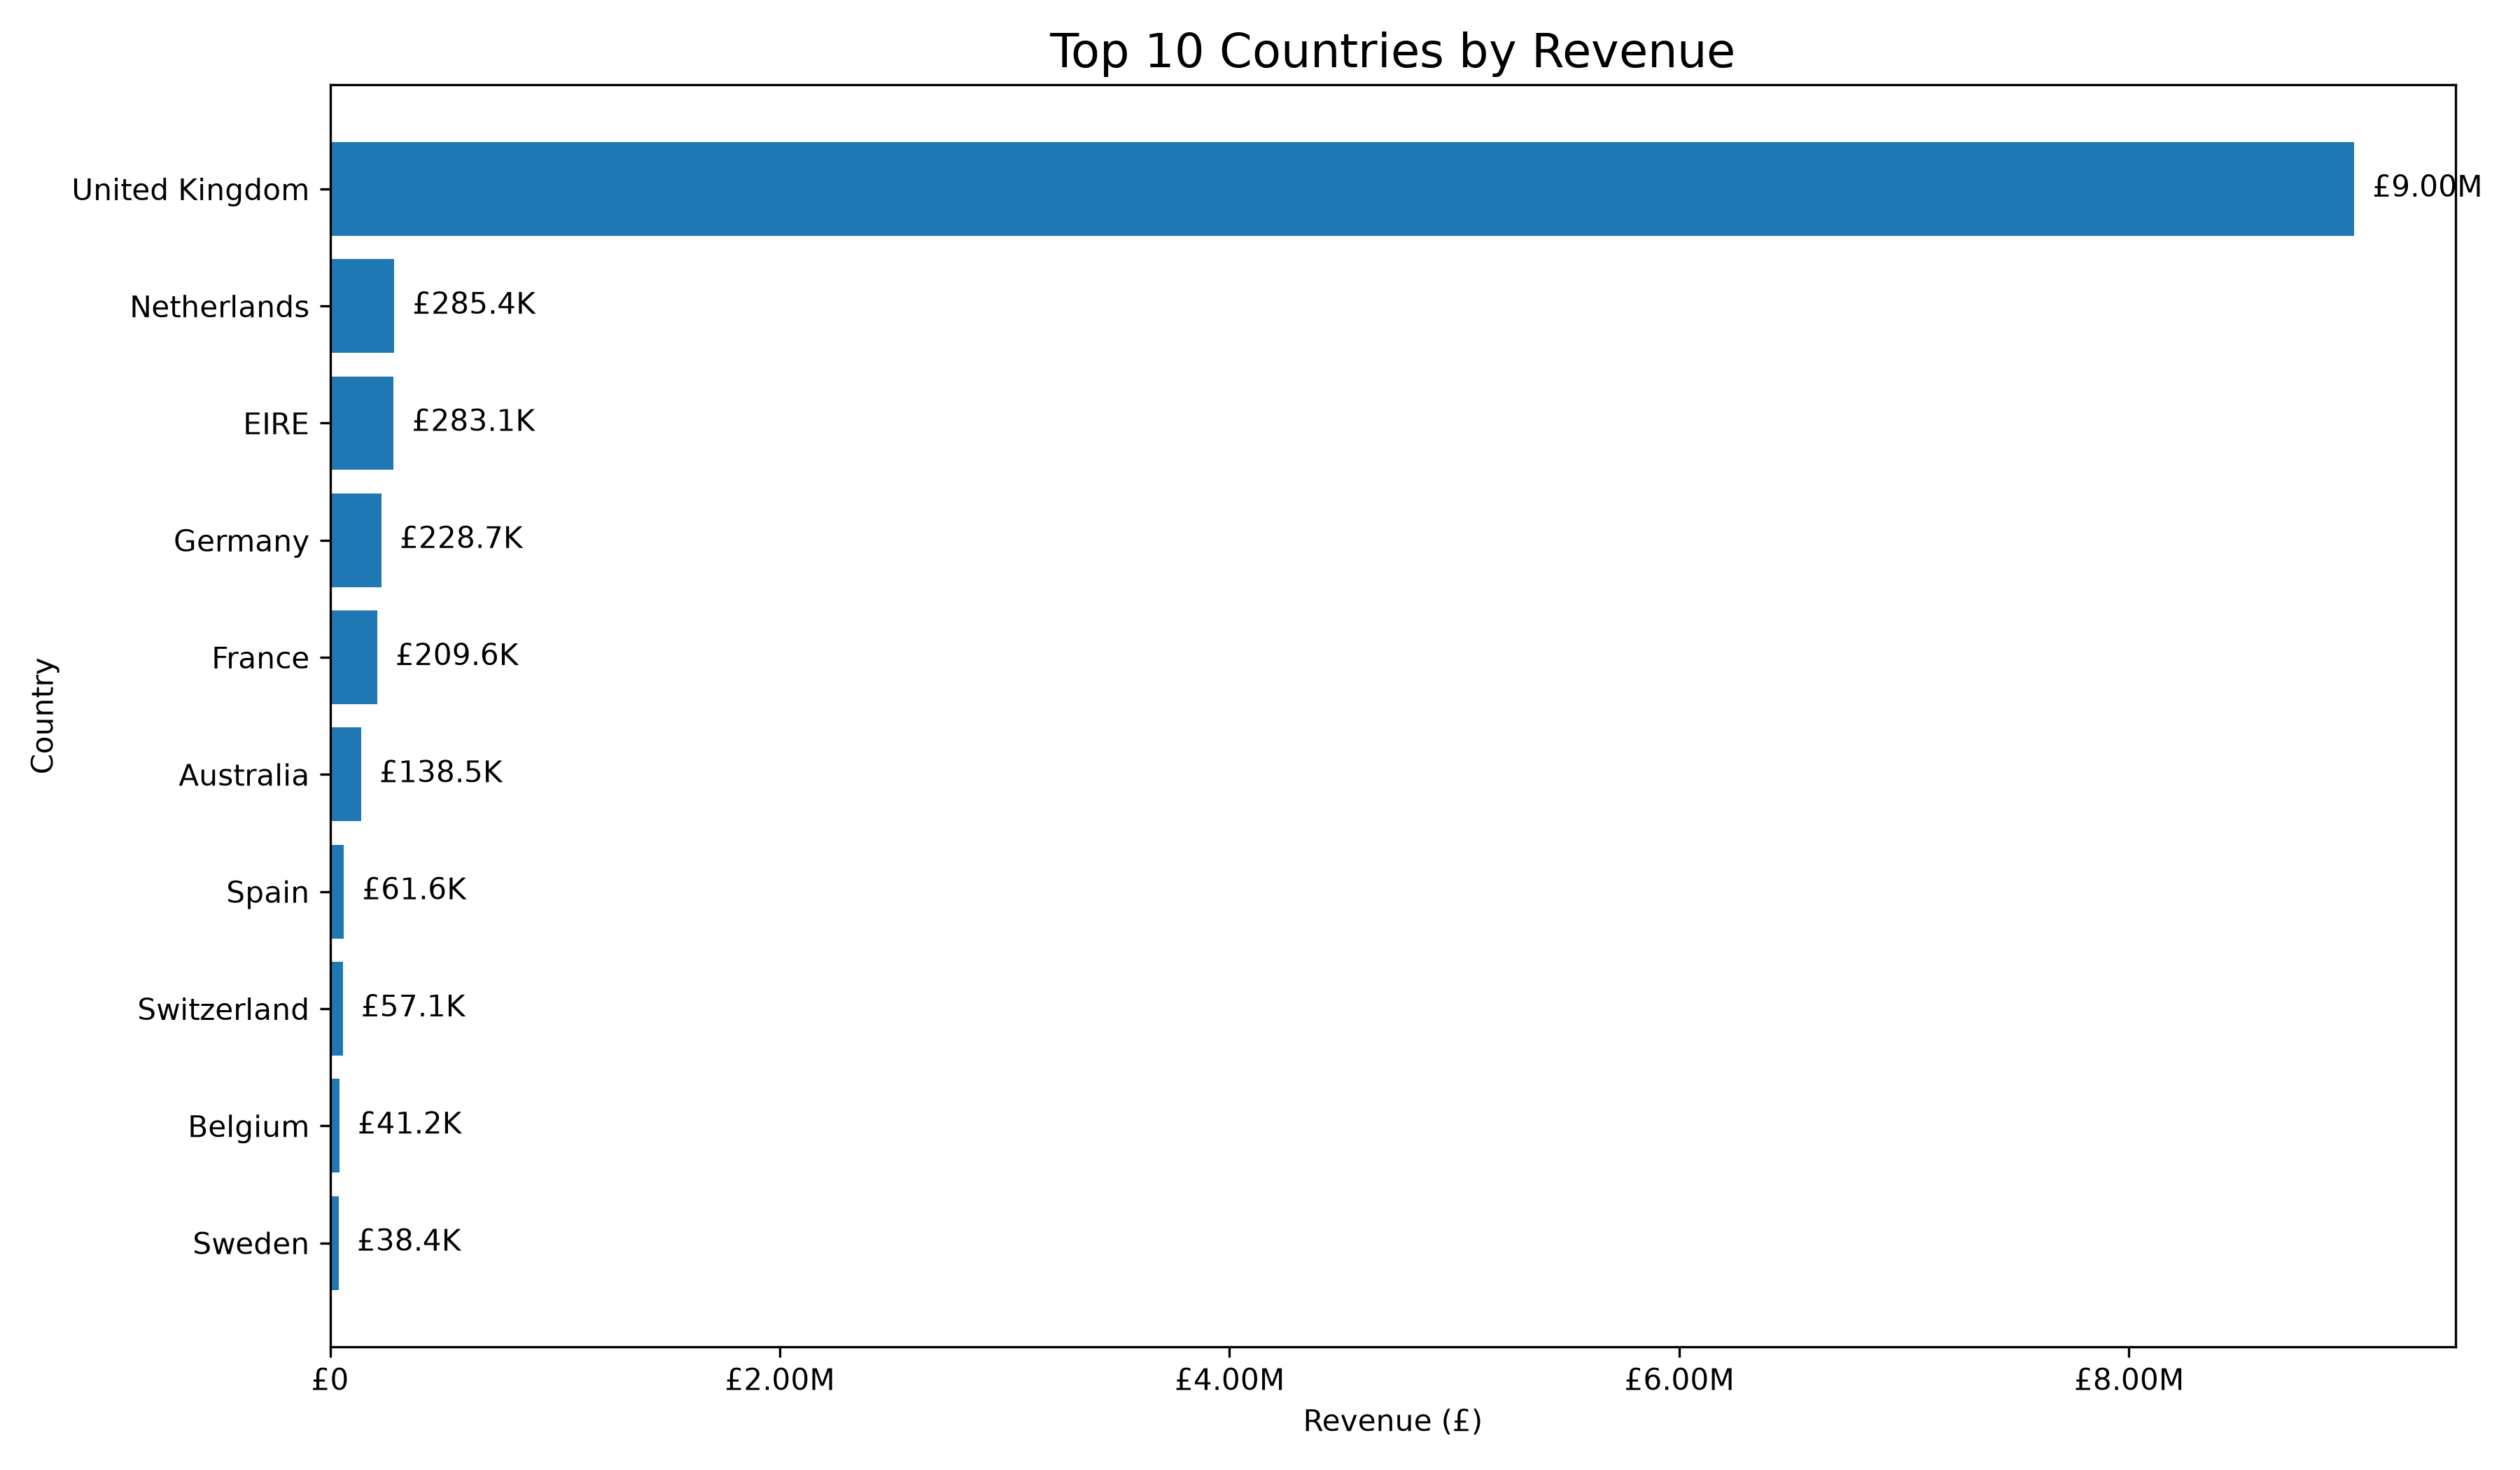 Top 10 Countries by Revenue
United Kingdom £9.00M
Netherlands £285.4K
EIRE £283.1K
Germany £228.7K
France £209.6K
Australia £138.5K
Spain £61.6K
Switzerland £57.1K
Belgium £41.2K
Sweden £38.4K
Country
£0 £2.00M £4.00M £6.00M £8.00M
Revenue (£)